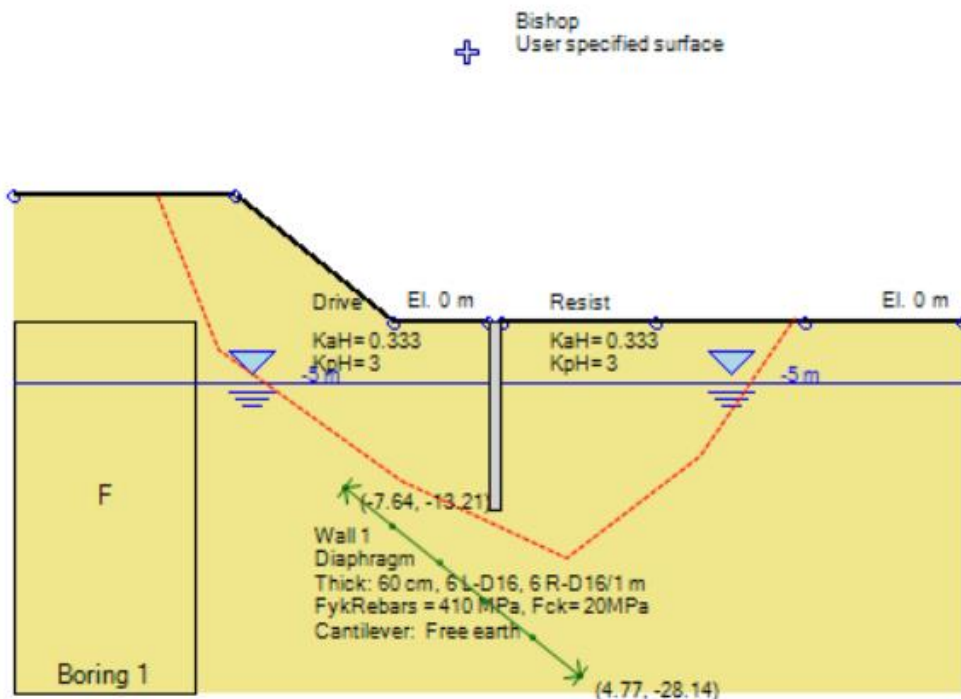 Bishop
User specified surface
Drive
El. 0 m
Resist
El. 0 m
KaH= 0.333
KpH= 3
KaH= 0.333
KpH= 3
-5 m
-5 m
F
(-7.64, -13.21)
Wall 1
Diaphragm
Thick: 60 cm, 6 L-D16, 6 R-D16/1 m
FykRebars = 410 MPa, Fck= 20MPa
Cantilever: Free earth
Boring 1
(4.77, -28.14)